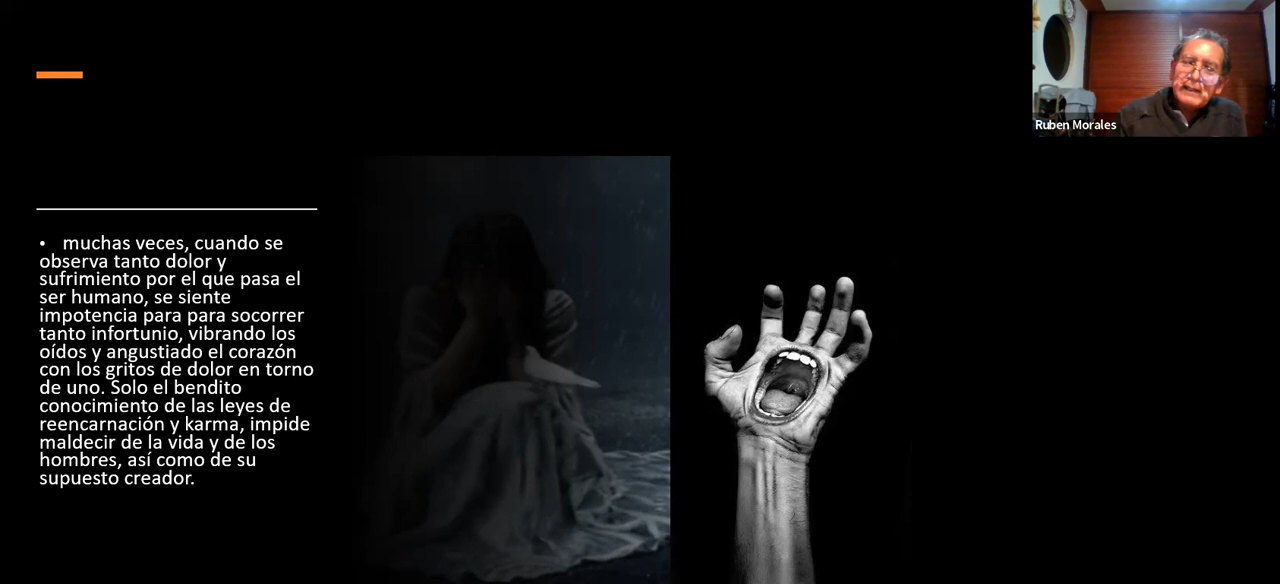 Ruben Morales
• muchas veces, cuando se
observa tanto dolor y
sufrimiento por el que pasa el
ser humano, se siente
impotencia para para socorrer
tanto infortunio, vibrando los
oídos y angustiado el corazón
con los gritos de dolor en torno
de uno. Solo el bendito
conocimiento de las leyes de
reencarnación y karma, impide
maldecir de la vida y de los
hombres, así como de su
supuesto creador.